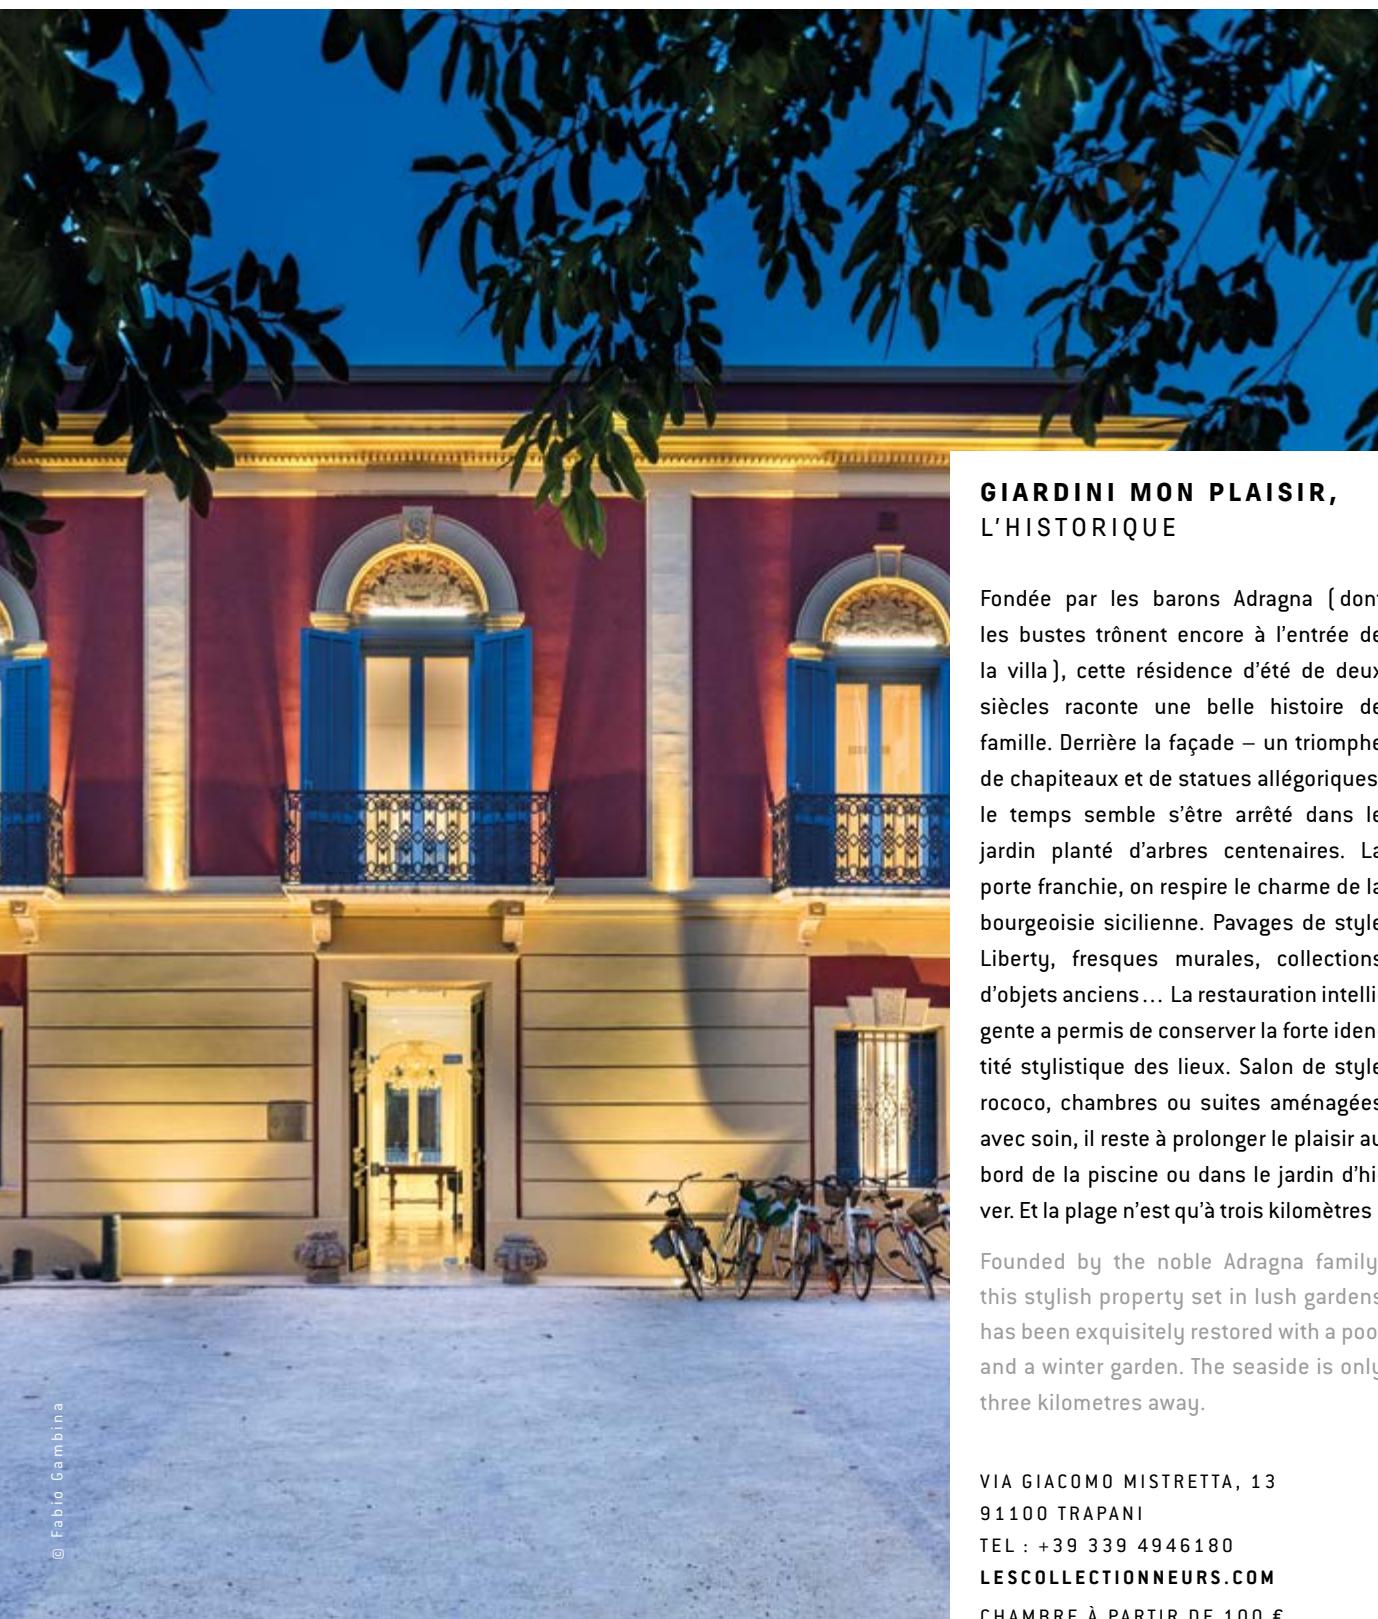 GIARDINI MON PLAISIR,
L'HISTORIQUE
Fondée par les barons Adragna (dont
les bustes trônent encore à l'entrée de
la villa), cette résidence d'été de deux
siècles raconte une belle histoire de
famille. Derrière la façade – un triomphe
de chapiteaux et de statues allégoriques
le temps semble s'être arrêté dans le
jardin planté d'arbres centenaires. La
porte franchie, on respire le charme de la
bourgeoisie sicilienne. Pavages de style
Liberty, fresques murales, collections
d'objets anciens… La restauration intelli
gente a permis de conserver la forte iden
tité stylistique des lieux. Salon de style
rococo, chambres ou suites aménagées
avec soin, il reste à prolonger le plaisir au
bord de la piscine ou dans le jardin d'hi
ver. Et la plage n'est qu'à trois kilomètres
Founded by the noble Adragna family
this stylish property set in lush gardens
has been exquisitely restored with a poo
and a winter garden. The seaside is only
three kilometres away.
VIA GIACOMO MISTRETTA, 13
91100 TRAPANI
TEL : +39 339 4946180
LESCOLLECTIONNEURS.COM
CHAMBRE À PARTIR DE 100 €
© Fabio Gambina